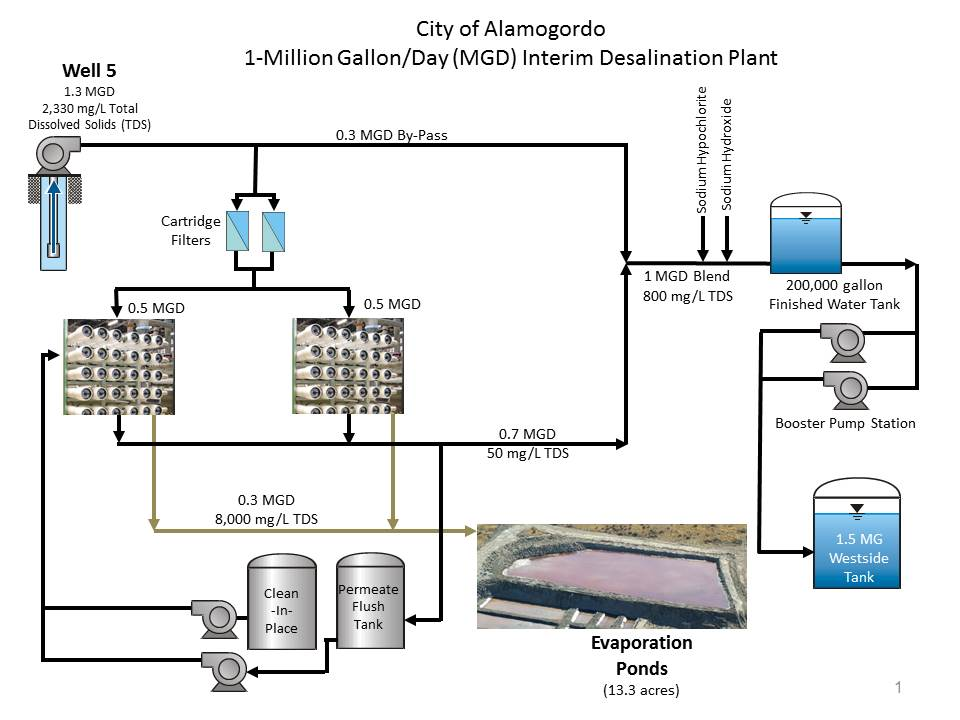 City of Alamogordo
1-Million Gallon/Day (MGD) Interim Desalination Plant
Well 5
1.3 MGD
2,330 mg/L Total
Dissolved Solids (TDS)
0.3 MGD By-Pass
Sodium Hypochlorite
Sodium Hydroxide
Cartridge
Filters
1 MGD Blend
800 mg/L TDS
200,000 gallon
Finished Water Tank
0.5 MGD
0.5 MGD
Booster Pump Station
0.7 MGD
50 mg/L TDS
0.3 MGD
8,000 mg/L TDS
1.5 MG
Westside
Tank
Clean
-In-
Place
Permeate
Flush
Tank
Evaporation
Ponds
(13.3 acres)
1